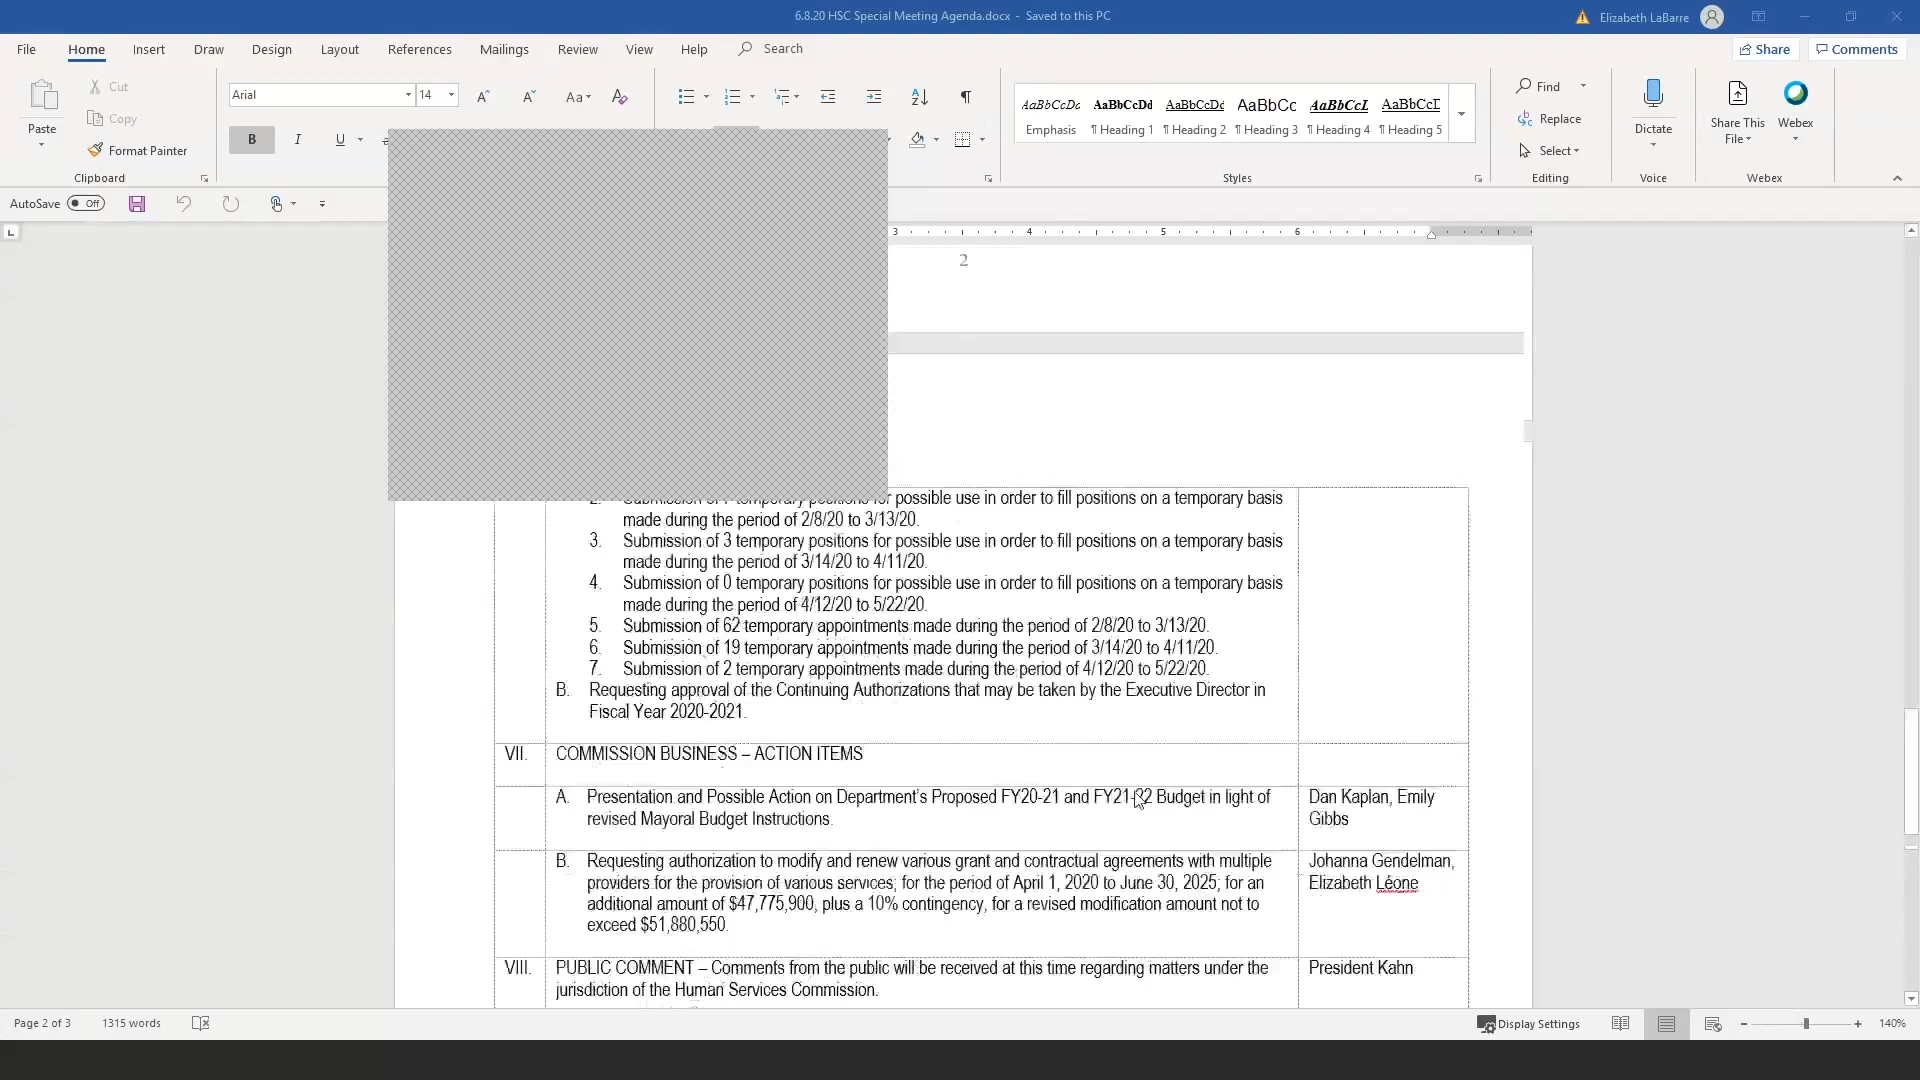 6.8.20 HSC Special Meeting Agenda.docx - Saved to this PC
Elizabeth LaBarre
File Home Insert Draw Design Layout References Mailings Review View Help Search
Share Comments
Cut
Copy
Paste
Format Painter
Clipboard
Arial 14
Aa
B I U
AaBbCcDc AaBbCcDd AaBbCcDd AaBbCc AaBbCcL AaBbCcD
Emphasis ¶ Heading 1 ¶ Heading 2 ¶ Heading 3 ¶ Heading 4 ¶ Heading 5
Styles
Find
Replace
Select
Editing
Dictate
Voice
Share This File
Webex
Webex
AutoSave Off
3 4 5 6
2
possible use in order to fill positions on a temporary basis
made during the period of 2/8/20 to 3/13/20.
3. Submission of 3 temporary positions for possible use in order to fill positions on a temporary basis
made during the period of 3/14/20 to 4/11/20.
4. Submission of 0 temporary positions for possible use in order to fill positions on a temporary basis
made during the period of 4/12/20 to 5/22/20.
5. Submission of 62 temporary appointments made during the period of 2/8/20 to 3/13/20.
6. Submission of 19 temporary appointments made during the period of 3/14/20 to 4/11/20.
7. Submission of 2 temporary appointments made during the period of 4/12/20 to 5/22/20.
B. Requesting approval of the Continuing Authorizations that may be taken by the Executive Director in
Fiscal Year 2020-2021.
VII. COMMISSION BUSINESS – ACTION ITEMS
A. Presentation and Possible Action on Department's Proposed FY20-21 and FY21-22 Budget in light of
revised Mayoral Budget Instructions.
Dan Kaplan, Emily
Gibbs
B. Requesting authorization to modify and renew various grant and contractual agreements with multiple
providers for the provision of various services; for the period of April 1, 2020 to June 30, 2025; for an
additional amount of $47,775,900, plus a 10% contingency, for a revised modification amount not to
exceed $51,880,550.
Johanna Gendelman,
Elizabeth Léone
VIII. PUBLIC COMMENT – Comments from the public will be received at this time regarding matters under the
jurisdiction of the Human Services Commission.
President Kahn
Page 2 of 3 1315 words
Display Settings
140%